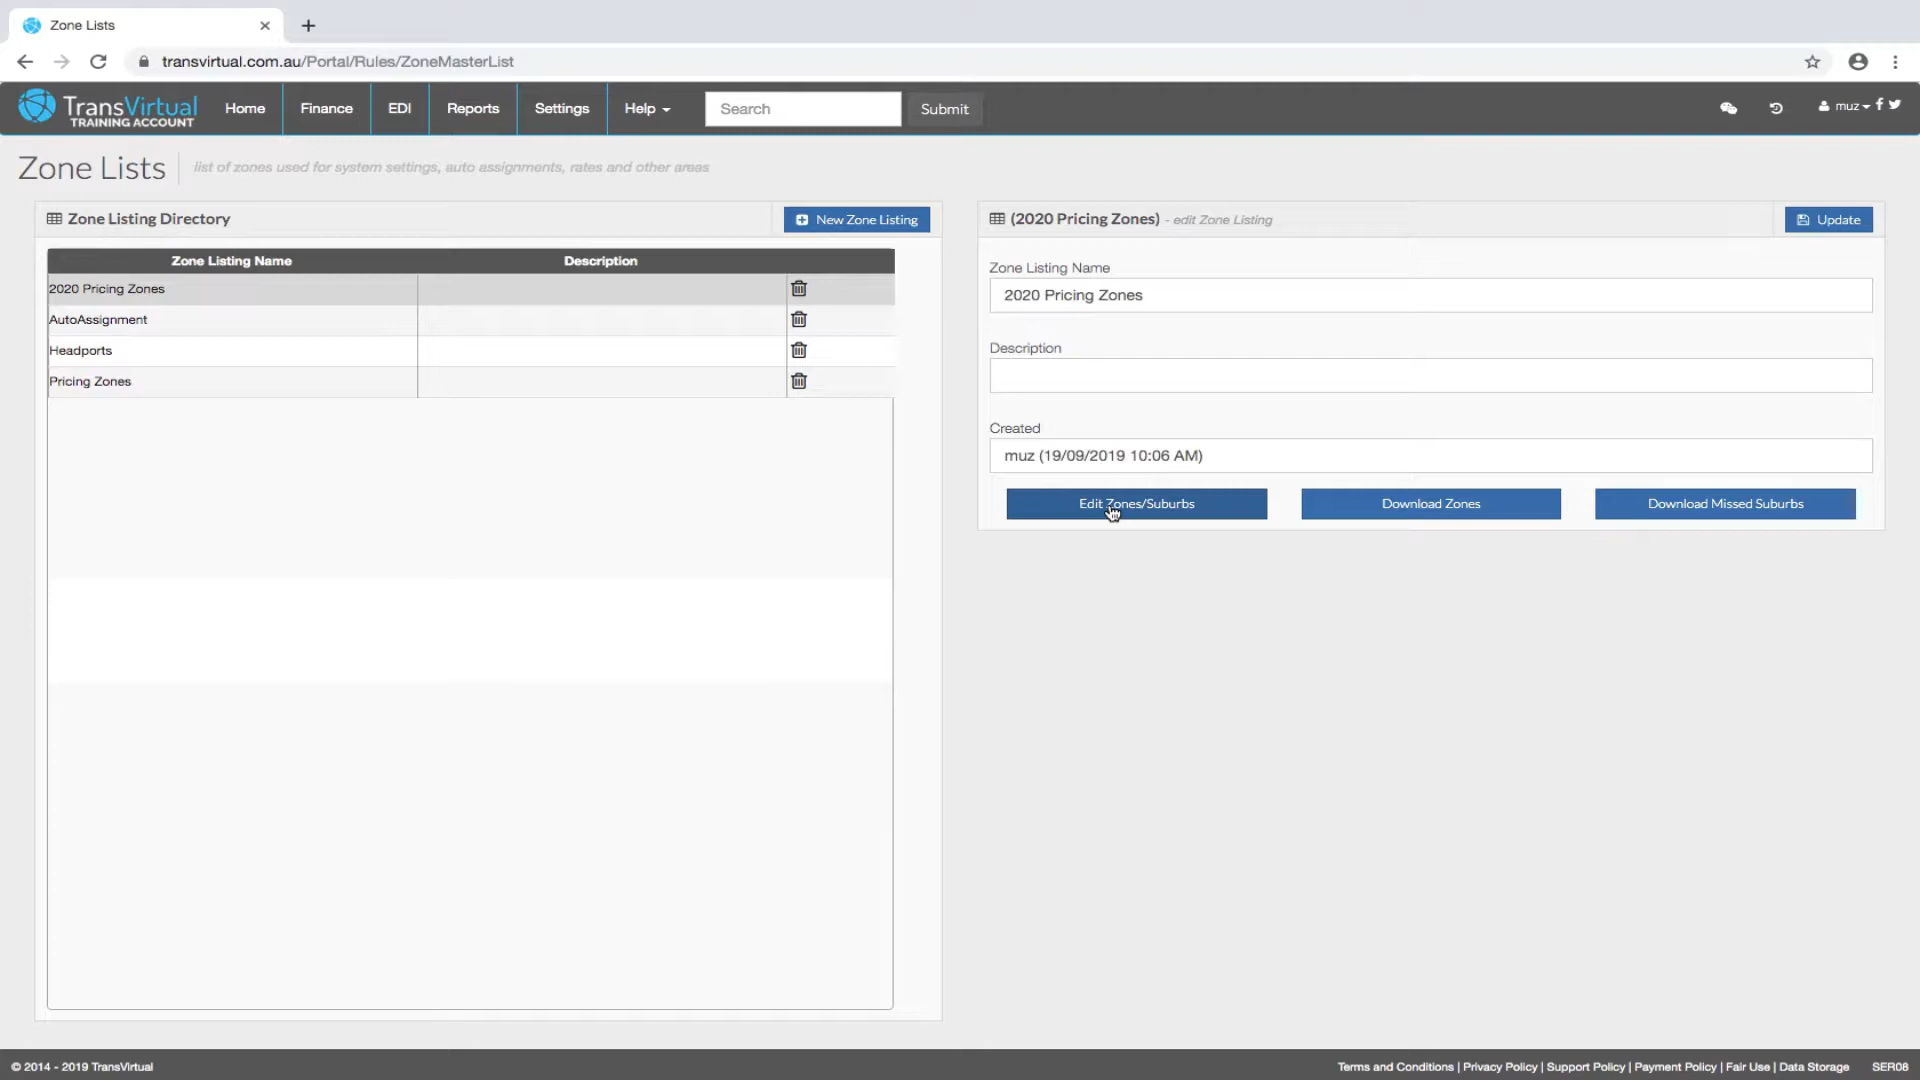 Zone Lists
transvirtual.com.au/Portal/Rules/ZoneMasterList
TransVirtual
TRAINING ACCOUNT
Home
Finance
EDI
Reports
Settings
Help
Search
Submit
muz
Zone Lists
list of zones used for system settings, auto assignments, rates and other areas
Zone Listing Directory
New Zone Listing
Zone Listing Name
Description
2020 Pricing Zones
AutoAssignment
Headports
Pricing Zones
(2020 Pricing Zones) - edit Zone Listing
Update
Zone Listing Name
2020 Pricing Zones
Description
Created
muz (19/09/2019 10:06 AM)
Edit Zones/Suburbs
Download Zones
Download Missed Suburbs
© 2014 - 2019 TransVirtual
Terms and Conditions | Privacy Policy | Support Policy | Payment Policy | Fair Use | Data Storage
SER08